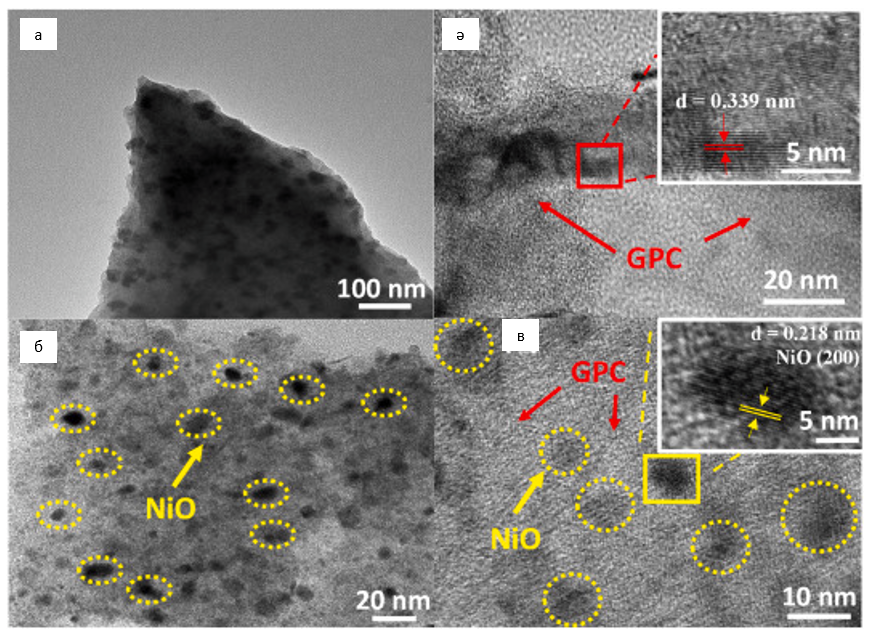 а
100 nm
ә
d = 0.339 nm
5 nm
GPC
20 nm
б
NiO
20 nm
в
d = 0.218 nm
NiO (200)
5 nm
GPC
NiO
10 nm